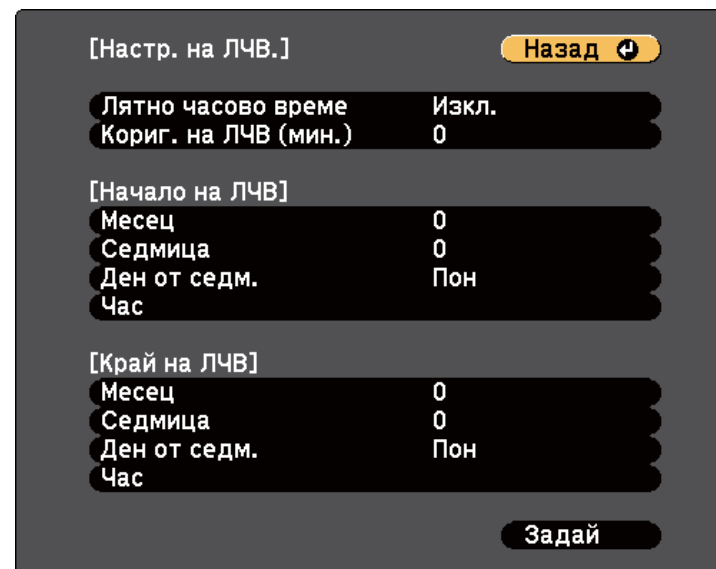 [Настр. на ЛЧВ.] Назад
Лятно часово време Изкл.
Кориг. на ЛЧВ (мин.) 0
[Начало на ЛЧВ]
Месец 0
Седмица 0
Ден от седм. Пон
Час
[Край на ЛЧВ]
Месец 0
Седмица 0
Ден от седм. Пон
Час
Задай